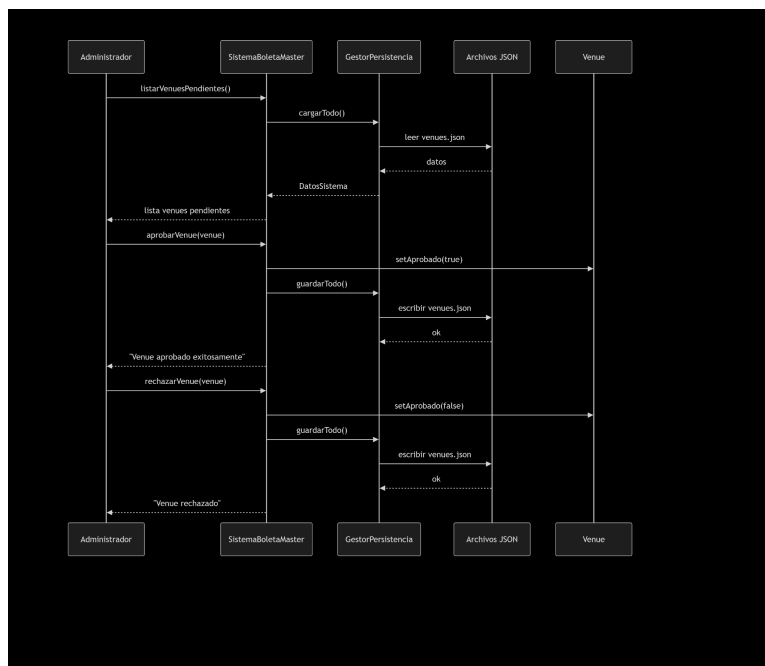 Administrador
SistemaBoletaMaster
GestorPersistencia
Archivos JSON
Venue
listarVenuesPendientes()
cargarTodo()
leer venues.json
datos
DatosSistema
lista venues pendientes
aprobarVenue(venue)
setAprobado(true)
guardarTodo()
escribir venues.json
ok
"Venue aprobado exitosamente"
rechazarVenue(venue)
setAprobado(false)
guardarTodo()
escribir venues.json
ok
"Venue rechazado"
Administrador
SistemaBoletaMaster
GestorPersistencia
Archivos JSON
Venue